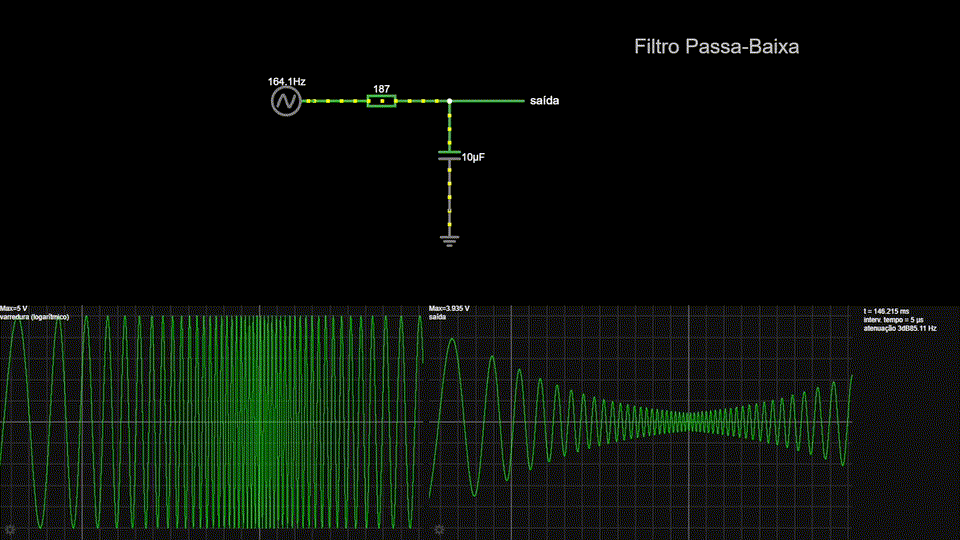 Filtro Passa-Baixa
164.1Hz
187
saída
10μF
Max=5 V
varredura (logarítmico)
Max=3.935 V
saída
t = 146.215 ms
interv. tempo = 5 μs
atenuação 3dB85.11 Hz